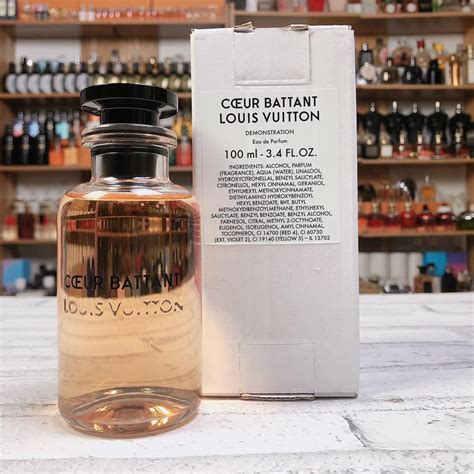 CŒUR BATTANT
LOUIS VUITTON
DEMONSTRATION
Eau de Parfum
100 ml - 3.4 FL.OZ.
INGREDIENTS: ALCOHOL, PARFUM
(FRAGRANCE), AQUA (WATER), LINALOOL,
HYDROXYCITRONELLAL, BENZYL SALICYLATE,
CITRONELLOL, HEXYL CINNAMAL, GERANIOL,
ETHYLHEXYL METHOXYCINNAMATE,
DIETHYLAMINO HYDROXYBENZOYL
HEXYL BENZOATE, BHT, BUTYL
METHOXYDIBENZOYLMETHANE, ETHYLHEXYL
SALICYLATE, BENZYL BENZOATE, BENZYL ALCOHOL,
FARNESOL, CITRAL, METHYL 2-OCTYNOATE,
EUGENOL, ISOEUGENOL, AMYL CINNAMAL,
TOCOPHEROL, CI 14700 (RED 4), CI 60730
(EXT. VIOLET 2), CI 19140 (YELLOW 5) – IL 13702
CŒUR BATTANT
LOUIS VUITTON